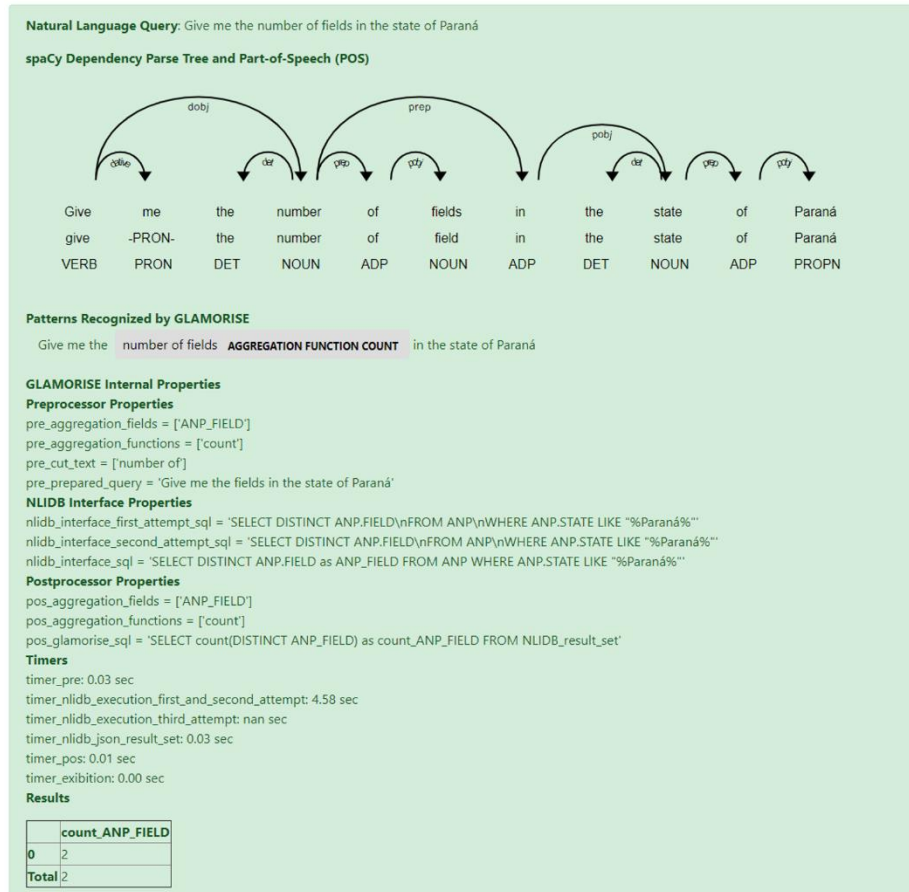 Natural Language Query: Give me the number of fields in the state of Paraná
spaCy Dependency Parse Tree and Part-of-Speech (POS)
dobj prep pobj
dative det prep pobj det prep pobj
Give me the number of fields in the state of Paraná
give -PRON- the number of field in the state of Paraná
VERB PRON DET NOUN ADP NOUN ADP DET NOUN ADP PROPN
Patterns Recognized by GLAMORISE
Give me the number of fields AGGREGATION FUNCTION COUNT in the state of Paraná
GLAMORISE Internal Properties
Preprocessor Properties
pre_aggregation_fields = ['ANP_FIELD']
pre_aggregation_functions = ['count']
pre_cut_text = ['number of']
pre_prepared_query = 'Give me the fields in the state of Paraná'
NLIDB Interface Properties
nlidb_interface_first_attempt_sql = 'SELECT DISTINCT ANP.FIELD\nFROM ANP\nWHERE ANP.STATE LIKE "%Paraná%"'
nlidb_interface_second_attempt_sql = 'SELECT DISTINCT ANP.FIELD\nFROM ANP\nWHERE ANP.STATE LIKE "%Paraná%"'
nlidb_interface_sql = 'SELECT DISTINCT ANP.FIELD as ANP_FIELD FROM ANP WHERE ANP.STATE LIKE "%Paraná%"'
Postprocessor Properties
pos_aggregation_fields = ['ANP_FIELD']
pos_aggregation_functions = ['count']
pos_glamorise_sql = 'SELECT count(DISTINCT ANP_FIELD) as count_ANP_FIELD FROM NLIDB_result_set'
Timers
timer_pre: 0.03 sec
timer_nlidb_execution_first_and_second_attempt: 4.58 sec
timer_nlidb_execution_third_attempt: nan sec
timer_nlidb_json_result_set: 0.03 sec
timer_pos: 0.01 sec
timer_exibition: 0.00 sec
Results
count_ANP_FIELD
0 2
Total 2